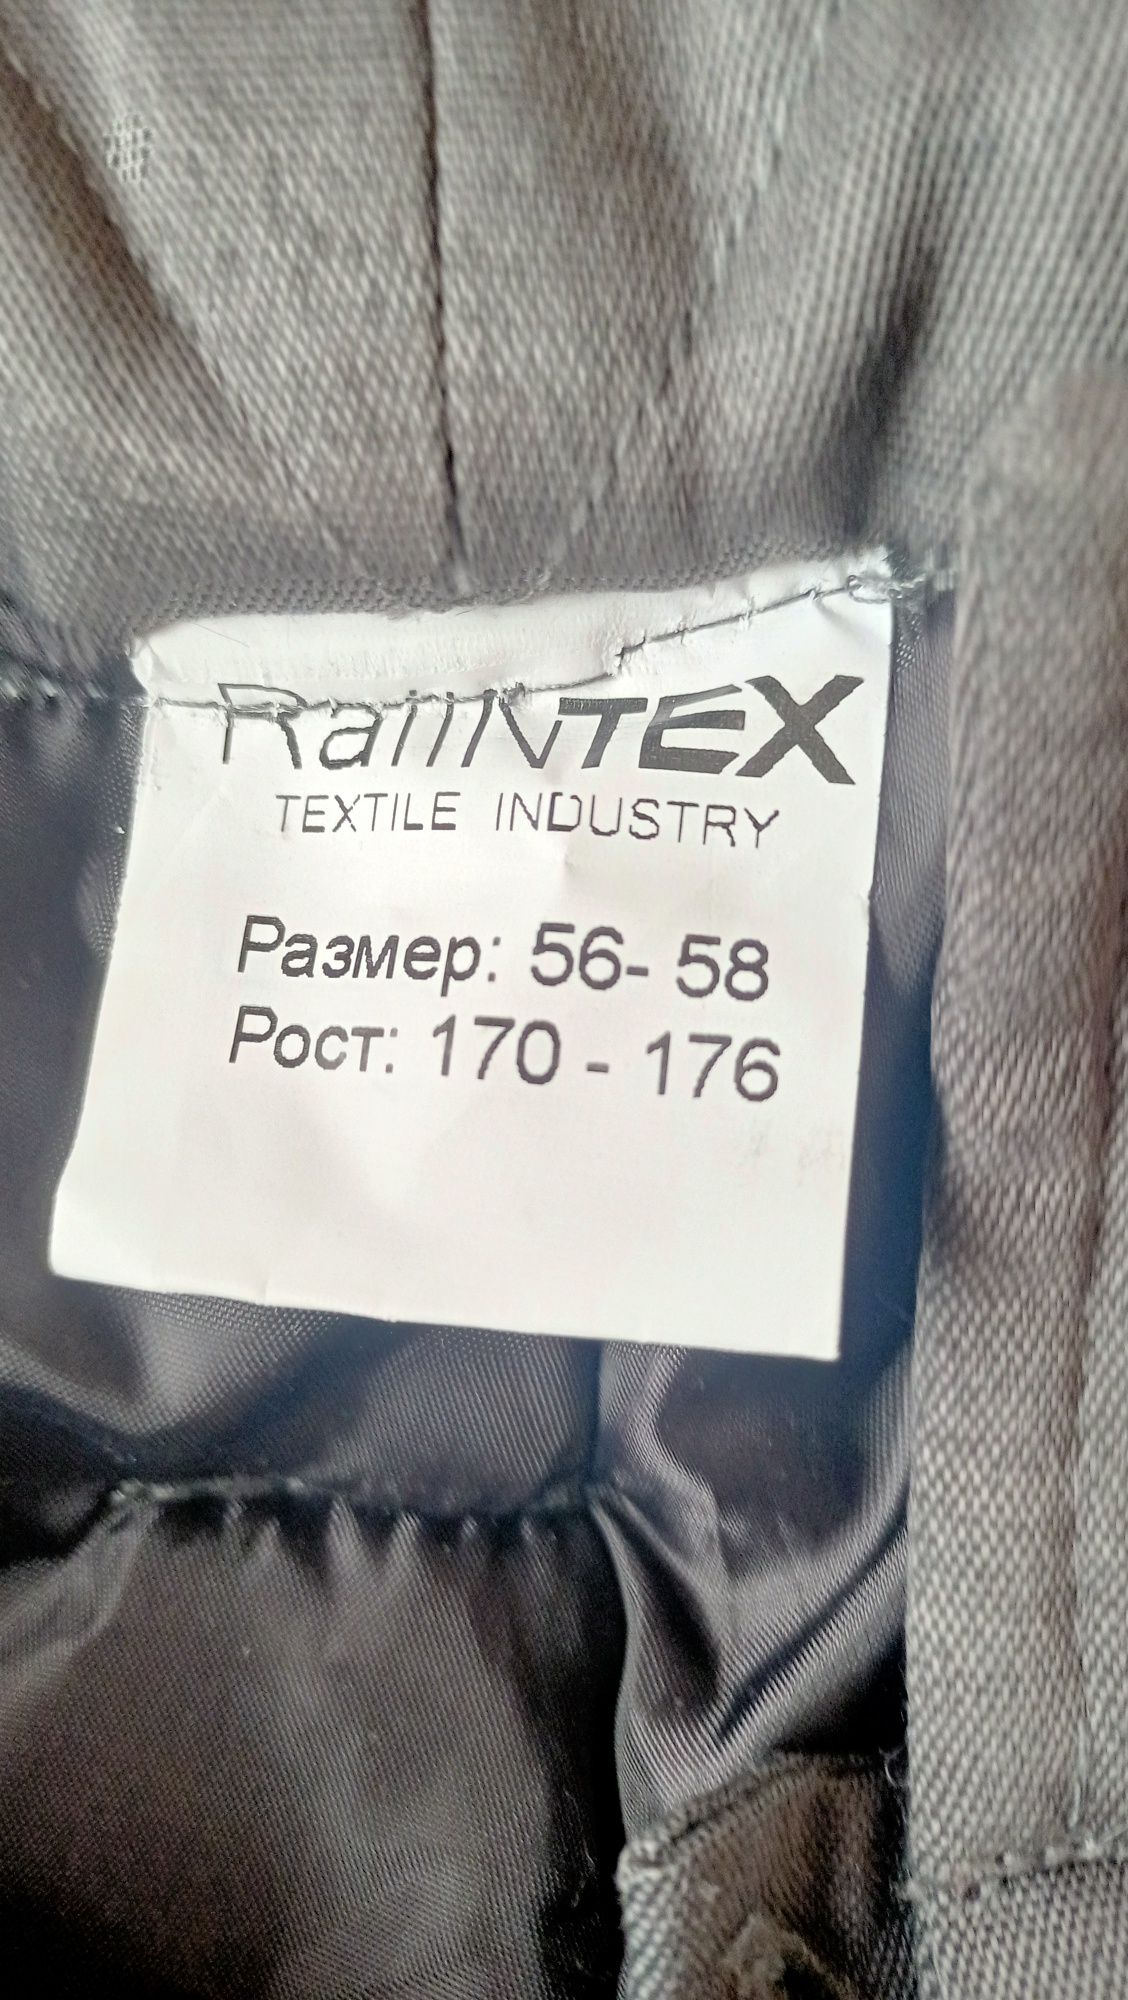 RailNTEX
TEXTILE INDUSTRY
Размер: 56- 58
Рост: 170 - 176